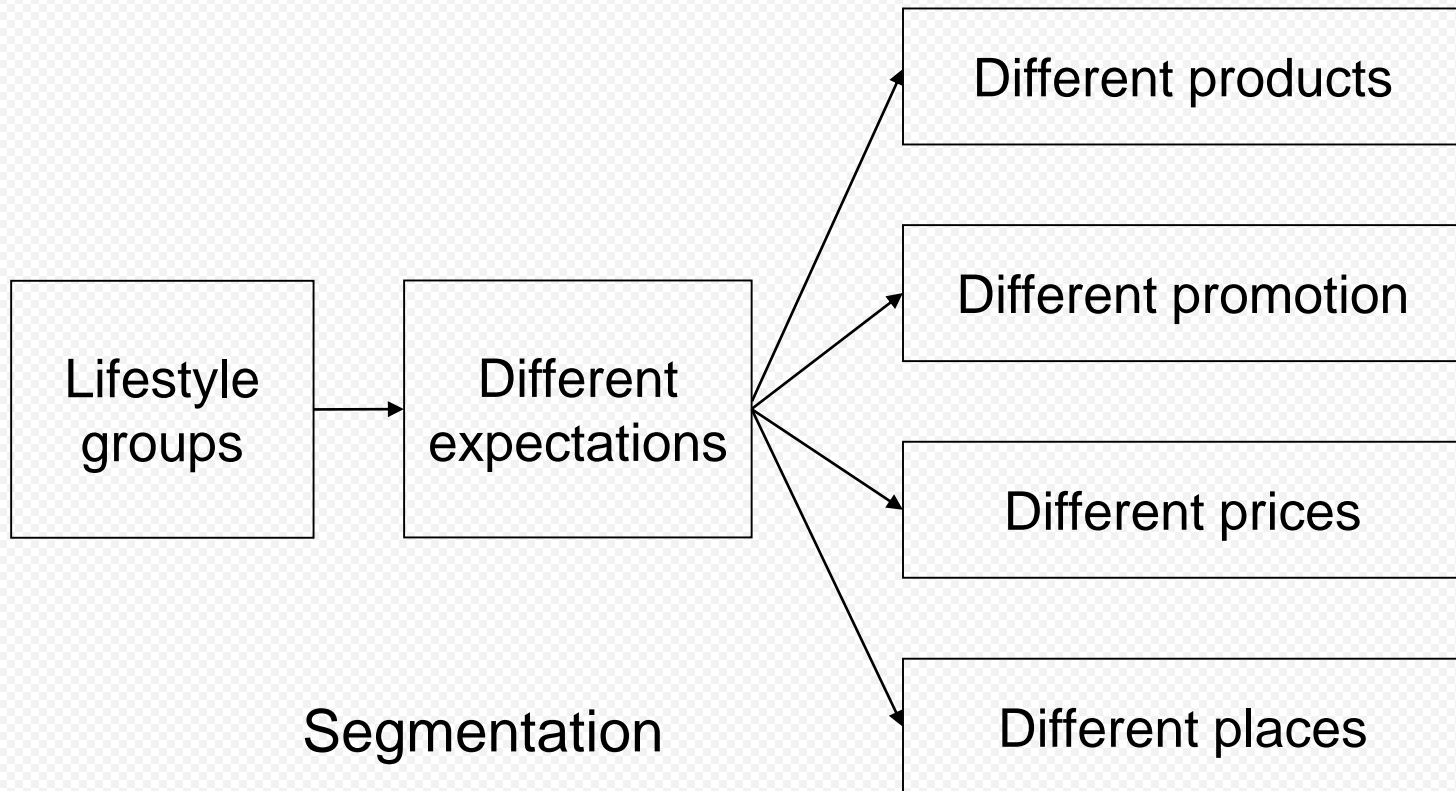 Different products
Different promotion
Lifestyle
groups
Different
expectations
Different prices
Different places
Segmentation